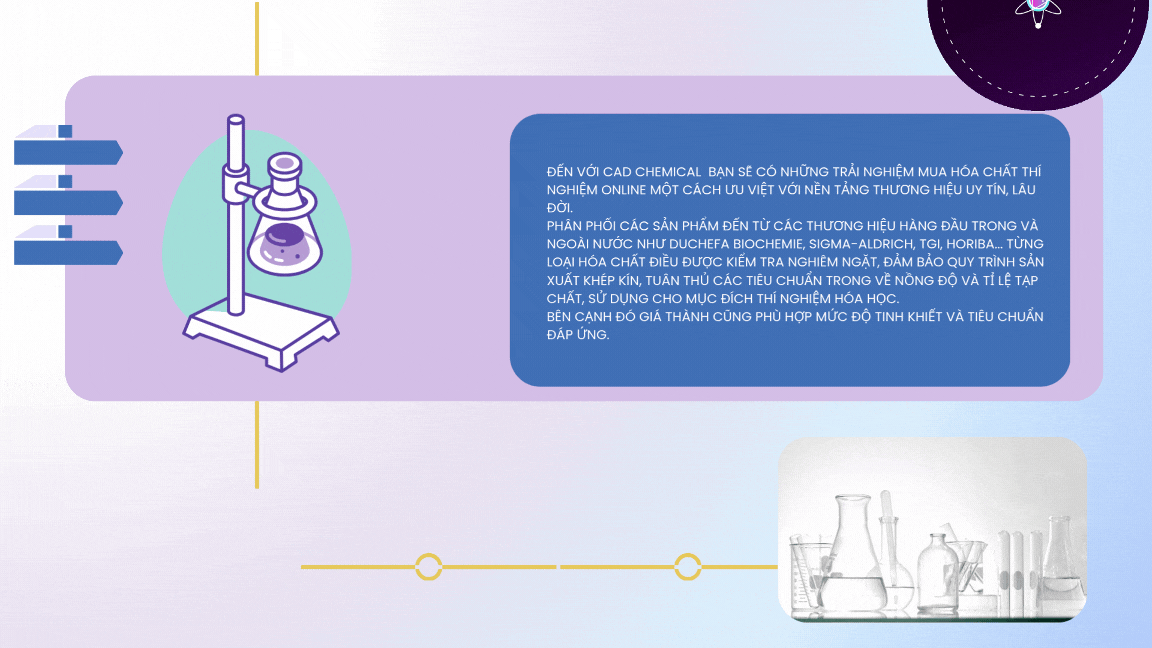 ĐẾN VỚI CAD CHEMICAL  BẠN SẼ CÓ NHỮNG TRẢI NGHIỆM MUA HÓA CHẤT THÍ
NGHIỆM ONLINE MỘT CÁCH ƯU VIỆT VỚI NỀN TẢNG THƯƠNG HIỆU UY TÍN, LÂU
ĐỜI.
PHÂN PHỐI CÁC SẢN PHẨM ĐẾN TỪ CÁC THƯƠNG HIỆU HÀNG ĐẦU TRONG VÀ
NGOÀI NƯỚC NHƯ DUCHEFA BIOCHEMIE, SIGMA-ALDRICH, TGI, HORIBA... TỪNG
LOẠI HÓA CHẤT ĐIỀU ĐƯỢC KIỂM TRA NGHIÊM NGẶT, ĐẢM BẢO QUY TRÌNH SẢN
XUẤT KHÉP KÍN, TUÂN THỦ CÁC TIÊU CHUẨN TRONG VỀ NỒNG ĐỘ VÀ TỈ LỆ TẠP
CHẤT, SỬ DỤNG CHO MỤC ĐÍCH THÍ NGHIỆM HÓA HỌC.
BÊN CẠNH ĐÓ GIÁ THÀNH CŨNG PHÙ HỢP MỨC ĐỘ TINH KHIẾT VÀ TIÊU CHUẨN
ĐÁP ỨNG.